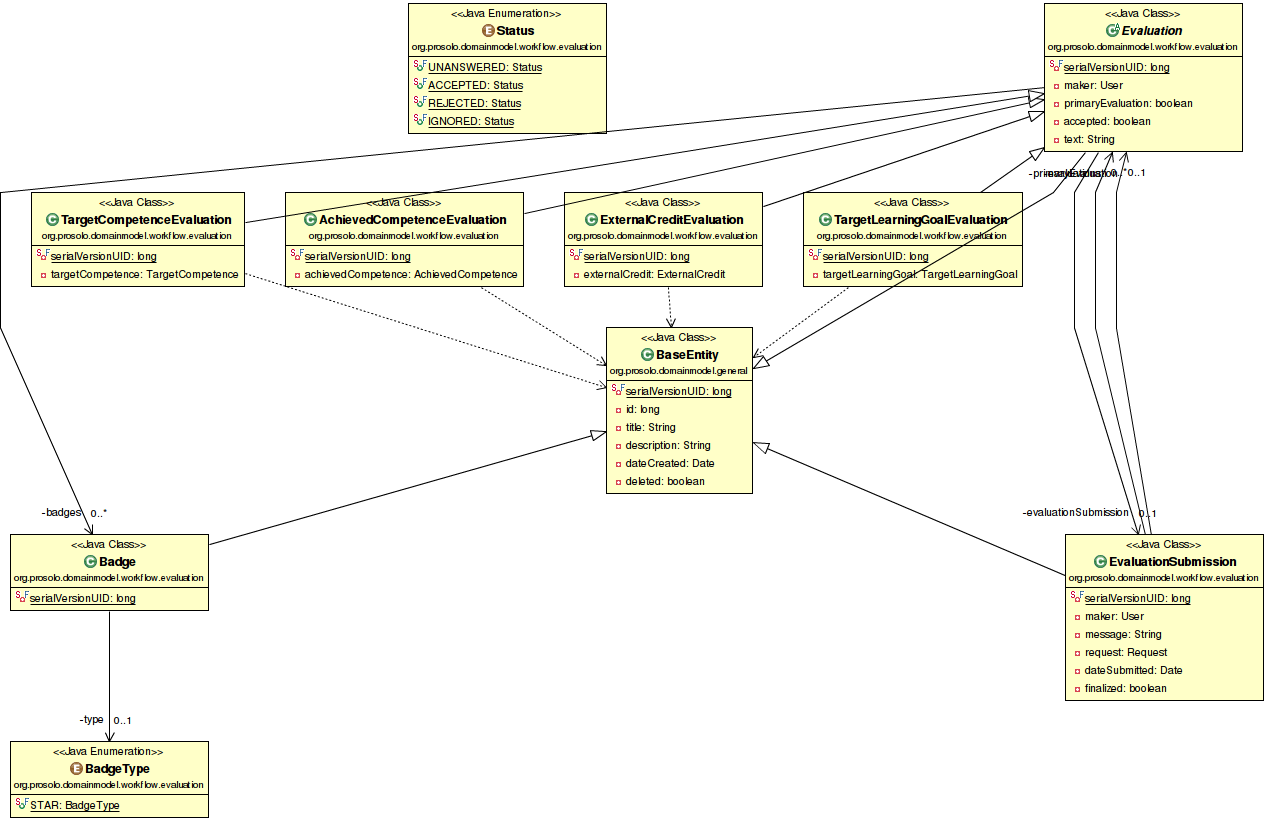 <<Java Enumeration>>
Status
org.prosolo.domainmodel.workflow.evaluation
UNANSWERED: Status
ACCEPTED: Status
REJECTED: Status
IGNORED: Status
<<Java Class>>
Evaluation
org.prosolo.domainmodel.workflow.evaluation
serialVersionUID: long
maker: User
primaryEvaluation: boolean
accepted: boolean
text: String
0..*
0..1
<<Java Class>>
TargetCompetenceEvaluation
org.prosolo.domainmodel.workflow.evaluation
serialVersionUID: long
targetCompetence: TargetCompetence
<<Java Class>>
AchievedCompetenceEvaluation
org.prosolo.domainmodel.workflow.evaluation
serialVersionUID: long
achievedCompetence: AchievedCompetence
<<Java Class>>
ExternalCreditEvaluation
org.prosolo.domainmodel.workflow.evaluation
serialVersionUID: long
externalCredit: ExternalCredit
<<Java Class>>
TargetLearningGoalEvaluation
org.prosolo.domainmodel.workflow.evaluation
serialVersionUID: long
targetLearningGoal: TargetLearningGoal
<<Java Class>>
BaseEntity
org.prosolo.domainmodel.general
serialVersionUID: long
id: long
title: String
description: String
dateCreated: Date
deleted: boolean
-badges 0..*
<<Java Class>>
Badge
org.prosolo.domainmodel.workflow.evaluation
serialVersionUID: long
-evaluationSubmission 0..1
<<Java Class>>
EvaluationSubmission
org.prosolo.domainmodel.workflow.evaluation
serialVersionUID: long
maker: User
message: String
request: Request
dateSubmitted: Date
finalized: boolean
-type 0..1
<<Java Enumeration>>
BadgeType
org.prosolo.domainmodel.workflow.evaluation
STAR: BadgeType